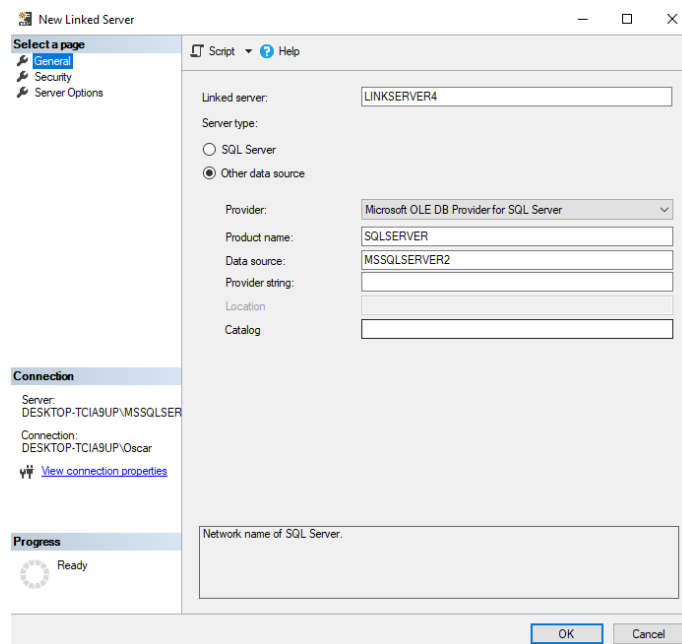 New Linked Server
Select a page
General
Security
Server Options
Script
Help
Linked server:
LINKSERVER4
Server type:
SQL Server
Other data source
Provider:
Microsoft OLE DB Provider for SQL Server
Product name:
SQLSERVER
Data source:
MSSQLSERVER2
Provider string:
Location
Catalog
Connection
Server:
DESKTOP-TCIA9UP\MSSQLSER
Connection:
DESKTOP-TCIA9UP\Oscar
View connection properties
Progress
Ready
Network name of SQL Server.
OK
Cancel